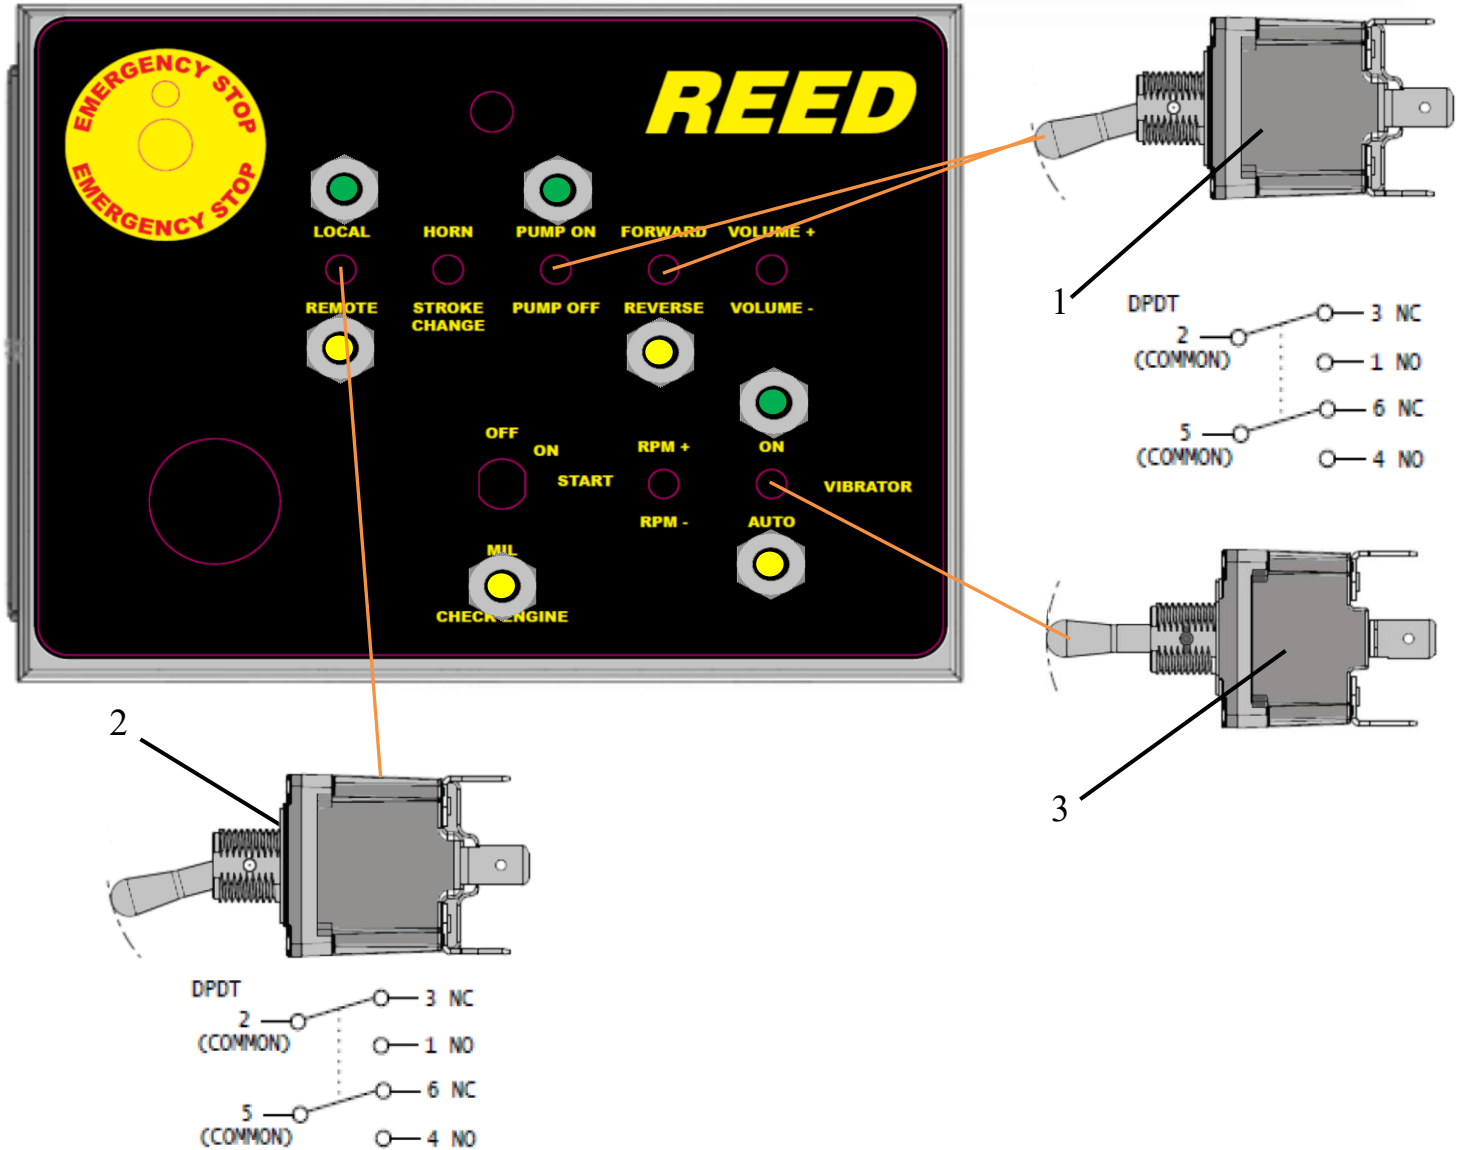 EMERGENCY STOP
EMERGENCY STOP
REED
LOCAL
HORN
PUMP ON
FORWARD
VOLUME +
REMOTE
STROKE
CHANGE
PUMP OFF
REVERSE
VOLUME -
OFF
ON
START
RPM +
ON
VIBRATOR
RPM -
AUTO
MIL
CHECK ENGINE
1
DPDT
2
(COMMON)
3 NC
1 NO
5
(COMMON)
6 NC
4 NO
3
2
DPDT
2
(COMMON)
3 NC
1 NO
5
(COMMON)
6 NC
4 NO